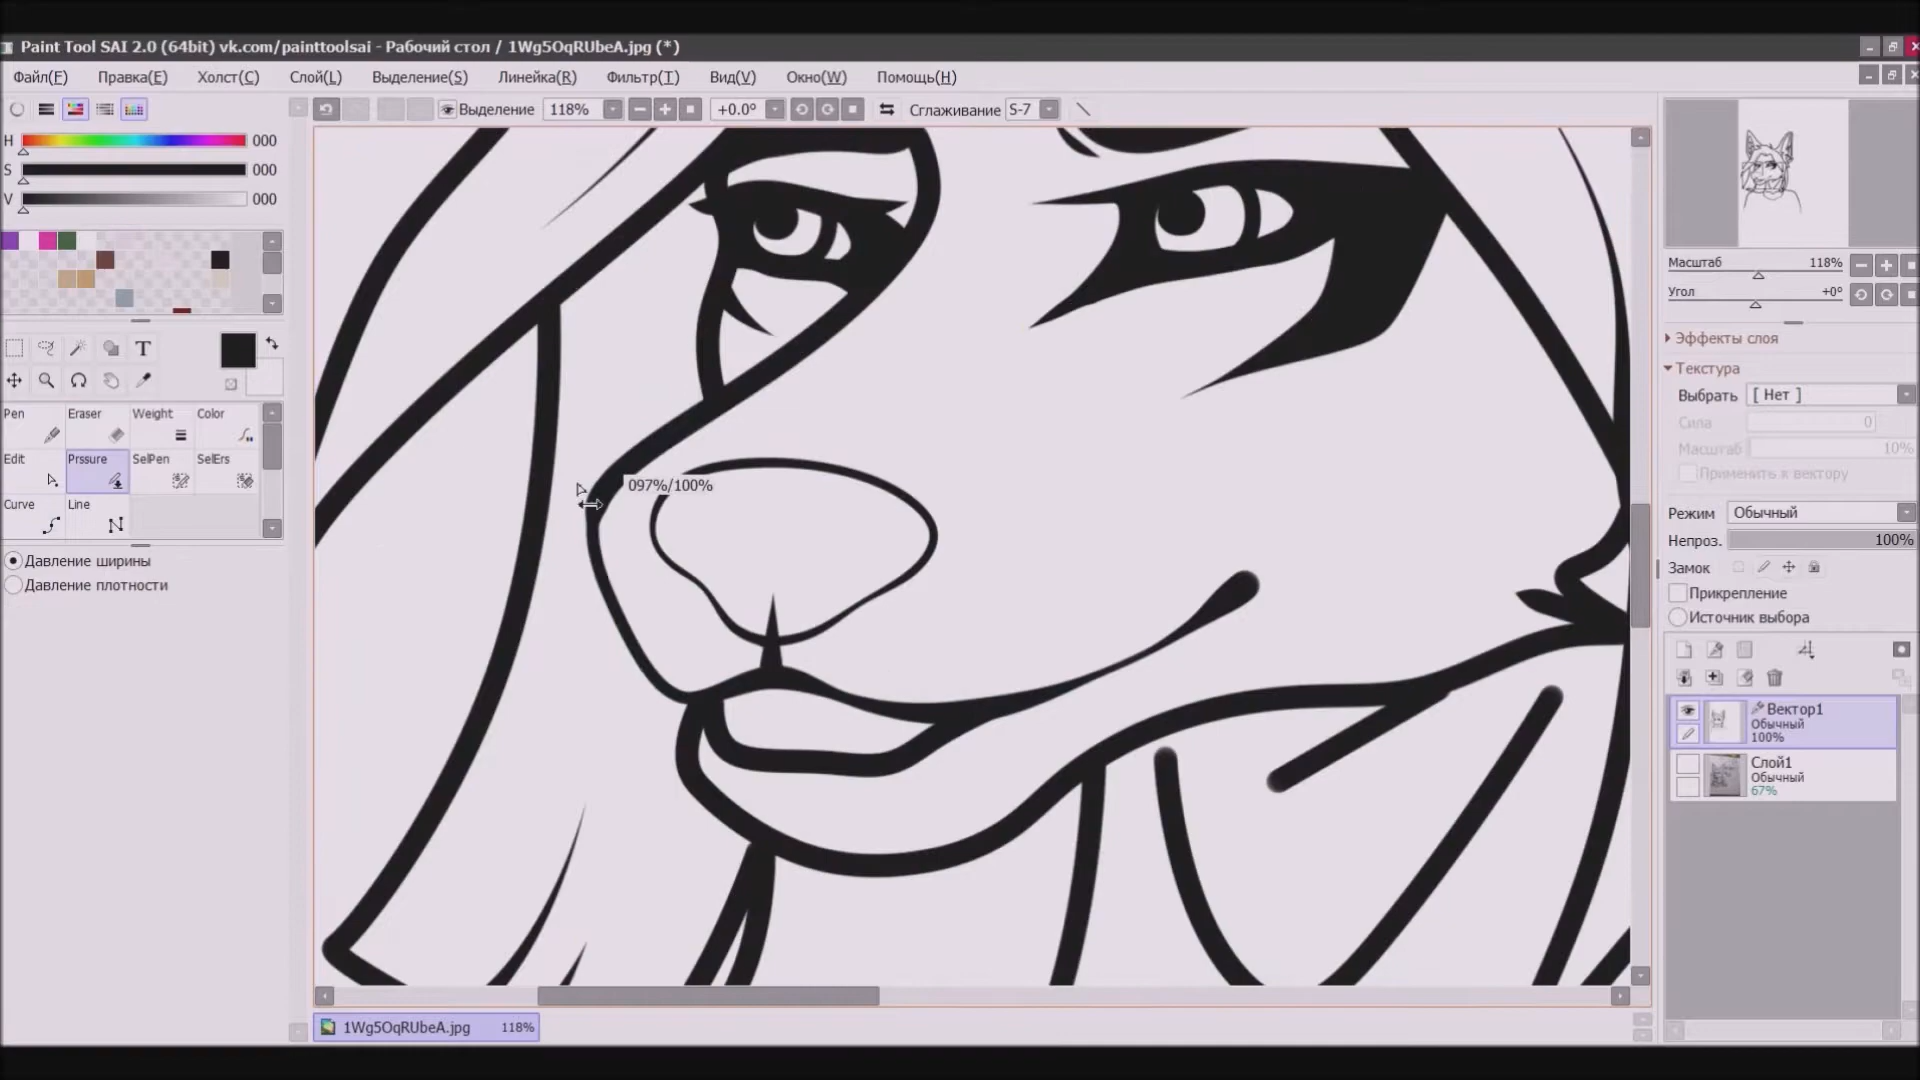 Paint Tool SAI 2.0 (64bit) vk.com/painttoolsai - Рабочий стол / 1Wg5OqRUbeA.jpg (*)
Файл(F) Правка(E) Холст(C) Слой(L) Выделение(S) Линейка(R) Фильтр(T) Вид(V) Окно(W) Помощь(H)
Выделение 118% +0.0° Сглаживание S-7
H 000
S 000
V 000
T
Pen Eraser Weight Color
Edit Prssure SelPen SelErs
Curve Line
Давление ширины
Давление плотности
097%/100%
Масштаб 118%
Угол +0°
Эффекты слоя
Текстура
Выбрать [ Нет ]
Сила 0
Масштаб 10%
Применить к вектору
Режим Обычный
Непроз. 100%
Замок
Прикрепление
Источник выбора
Вектор1
Обычный
100%
Слой1
Обычный
67%
1Wg5OqRUbeA.jpg 118%